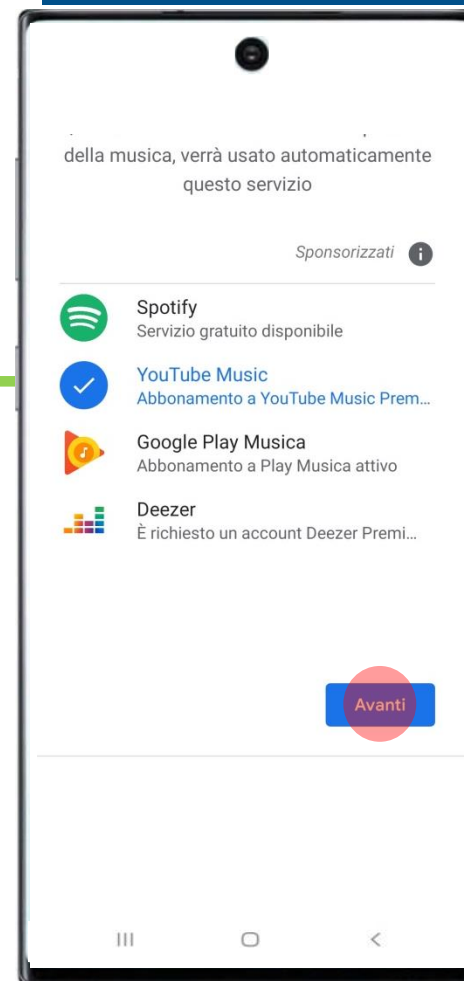 della musica, verrà usato automaticamente
questo servizio
Sponsorizzati
Spotify
Servizio gratuito disponibile
YouTube Music
Abbonamento a YouTube Music Prem...
Google Play Musica
Abbonamento a Play Musica attivo
Deezer
È richiesto un account Deezer Premi...
Avanti